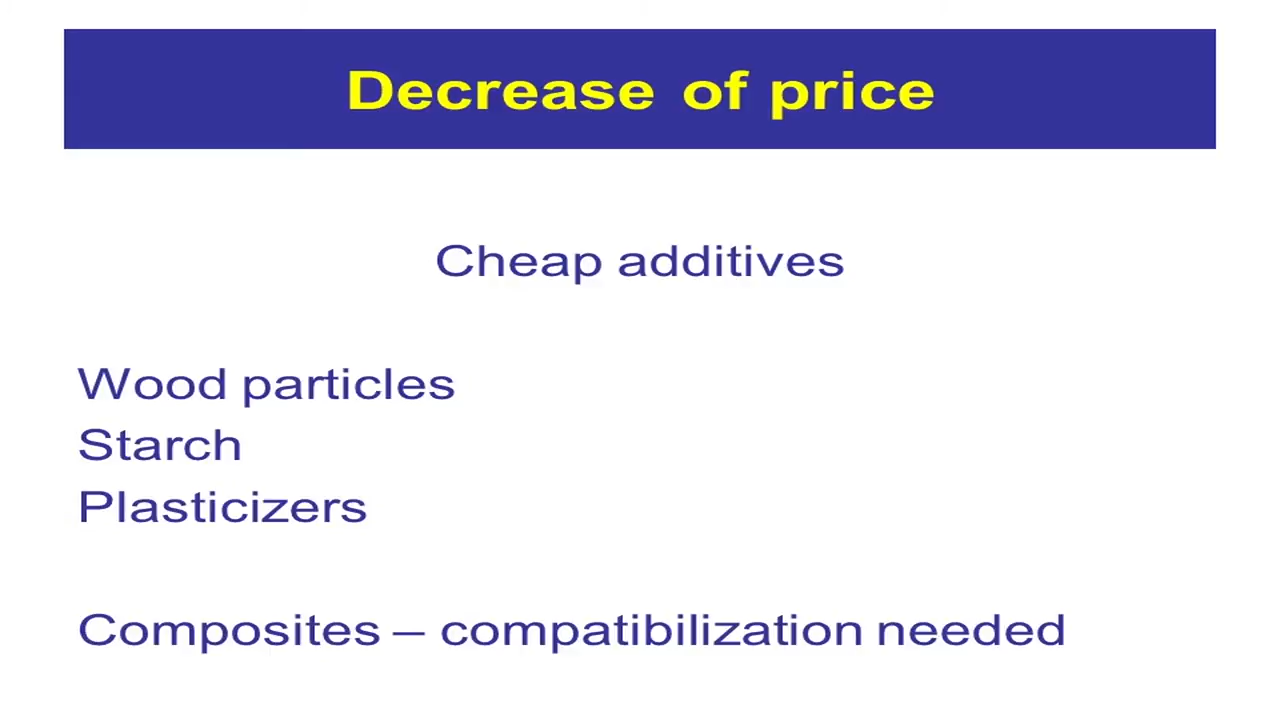 Decrease of price
Cheap additives
Wood particles
Starch
Plasticizers
Composites – compatibilization needed